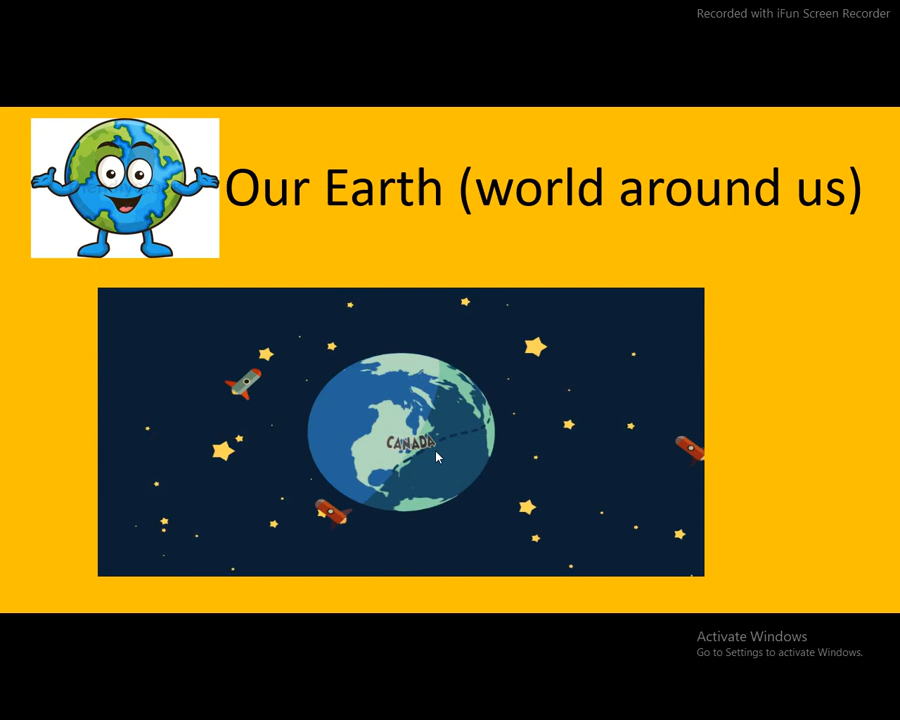 Recorded with iFun Screen Recorder
Our Earth (world around us)
CANADA
Activate Windows
Go to Settings to activate Windows.